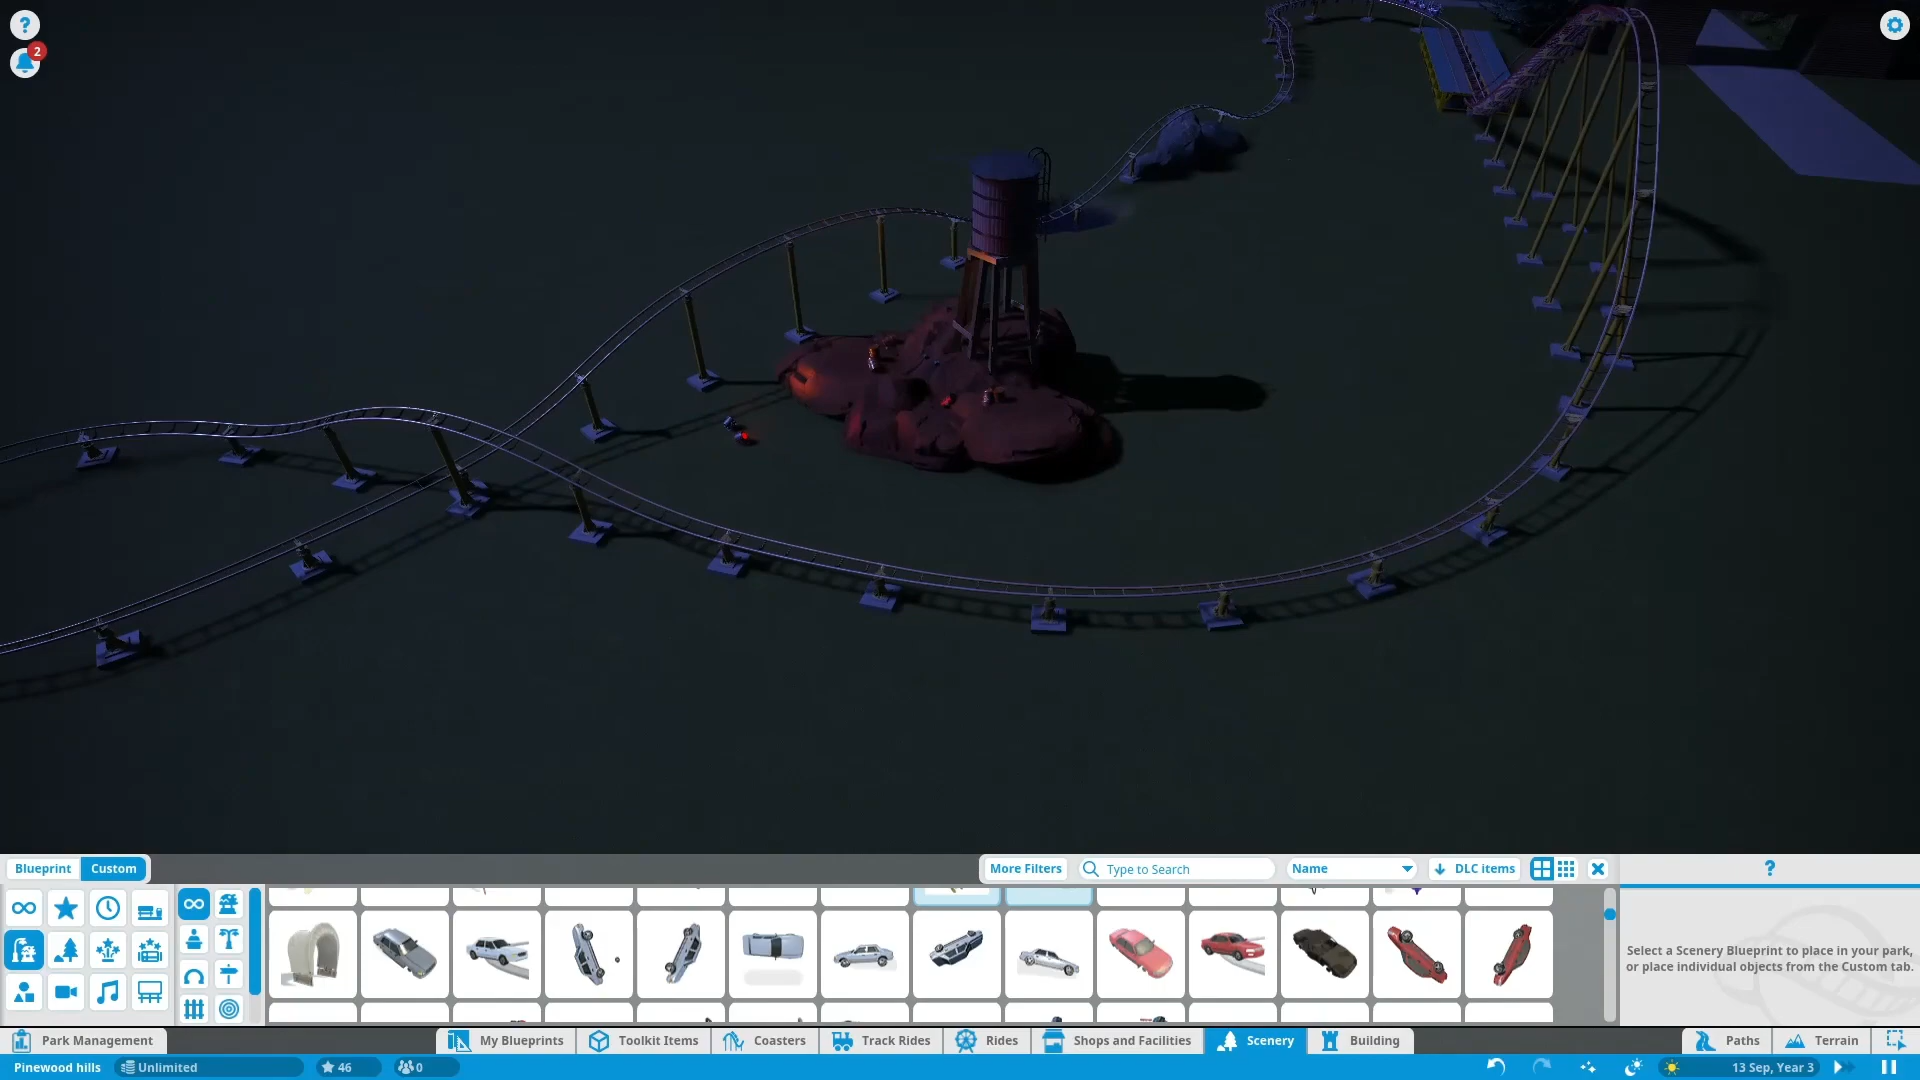 ?
2
Blueprint
Custom
More Filters
Type to Search
Name
DLC items
?
Select a Scenery Blueprint to place in your park,
or place individual objects from the Custom tab.
Park Management
My Blueprints
Toolkit Items
Coasters
Track Rides
Rides
Shops and Facilities
Scenery
Building
Paths
Terrain
Pinewood hills
Unlimited
46
0
13 Sep, Year 3